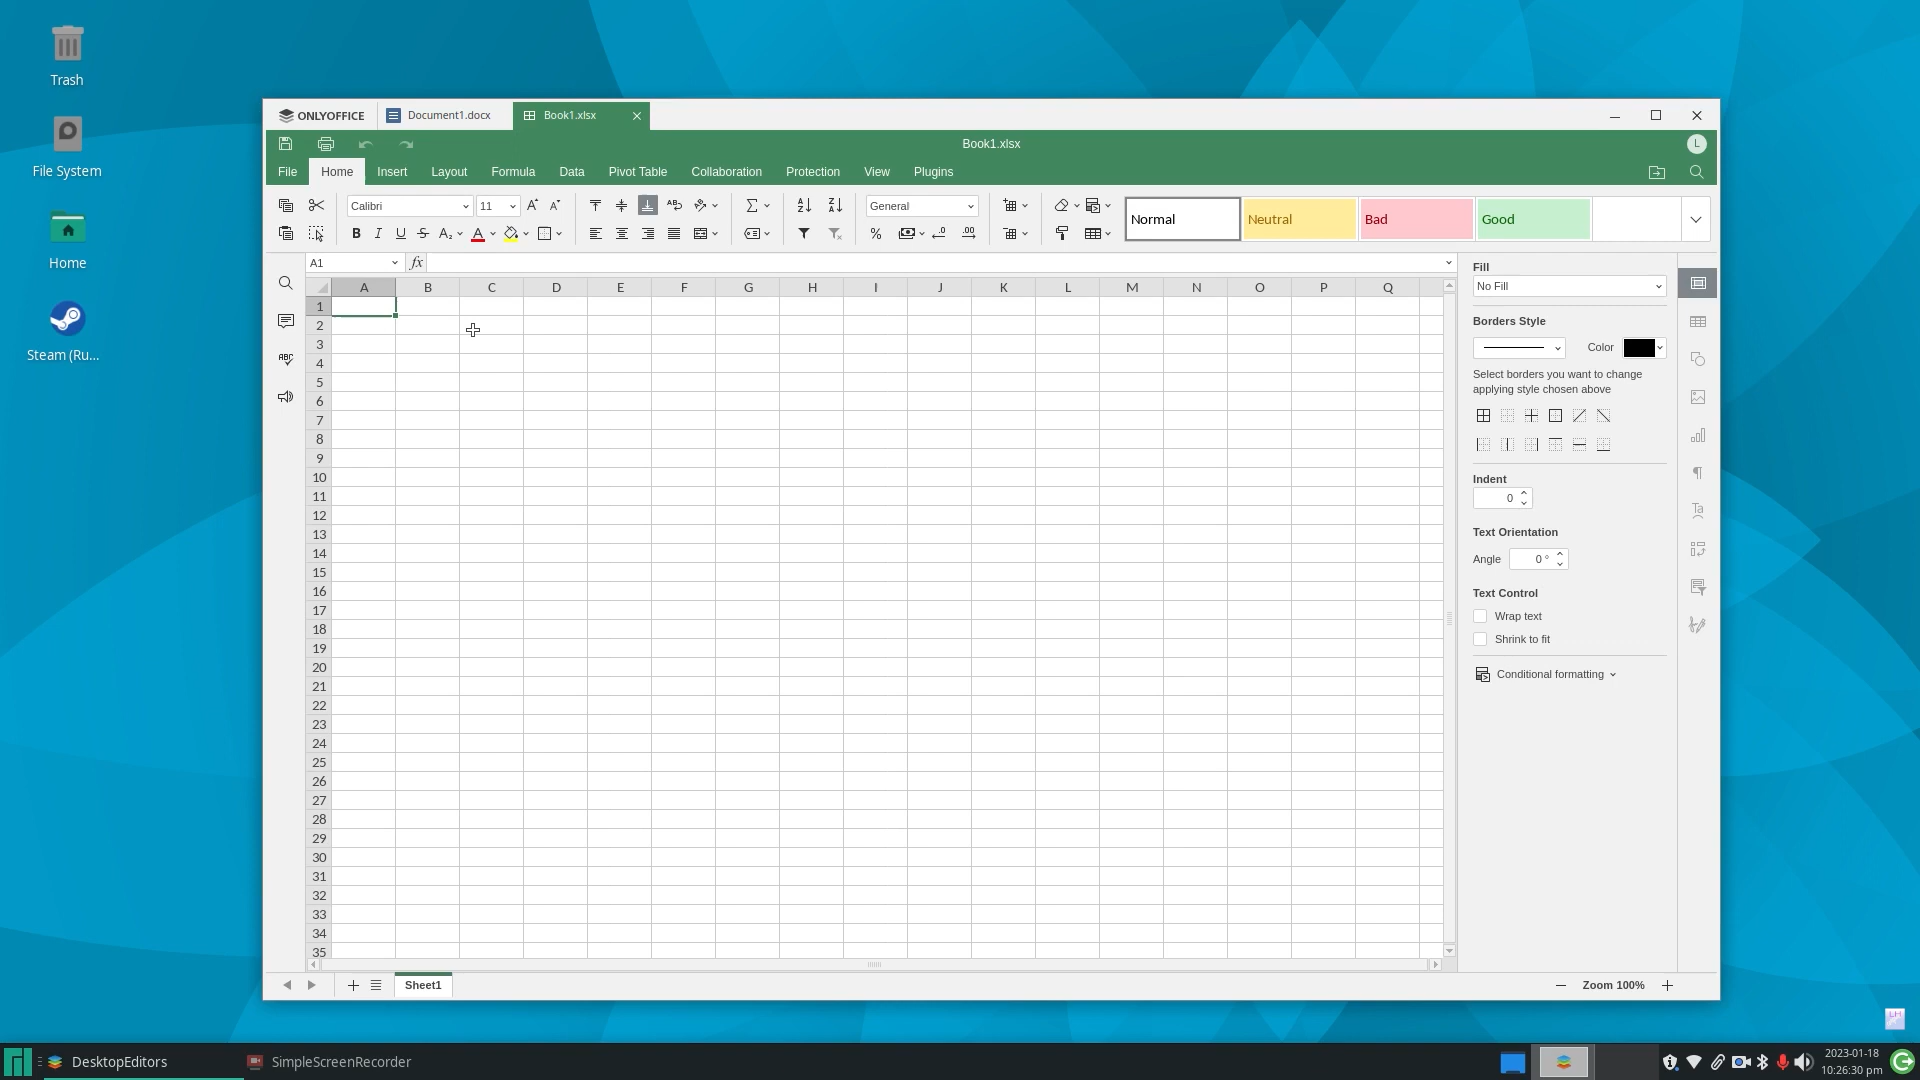 Trash
File System
Home
Steam (Ru...
ONLYOFFICE
Document1.docx
Book1.xlsx
Book1.xlsx
L
File
Home
Insert
Layout
Formula
Data
Pivot Table
Collaboration
Protection
View
Plugins
Calibri
11
General
Normal
Neutral
Bad
Good
A1
fx
A B C D E F G H I J K L M N O P Q
1
2
3
4
5
6
7
8
9
10
11
12
13
14
15
16
17
18
19
20
21
22
23
24
25
26
27
28
29
30
31
32
33
34
35
Fill
No Fill
Borders Style
Color
Select borders you want to change
applying style chosen above
Indent
0
Text Orientation
Angle 0 °
Text Control
Wrap text
Shrink to fit
Conditional formatting
Sheet1
Zoom 100%
LH
DesktopEditors
SimpleScreenRecorder
2023-01-18
10:26:30 pm